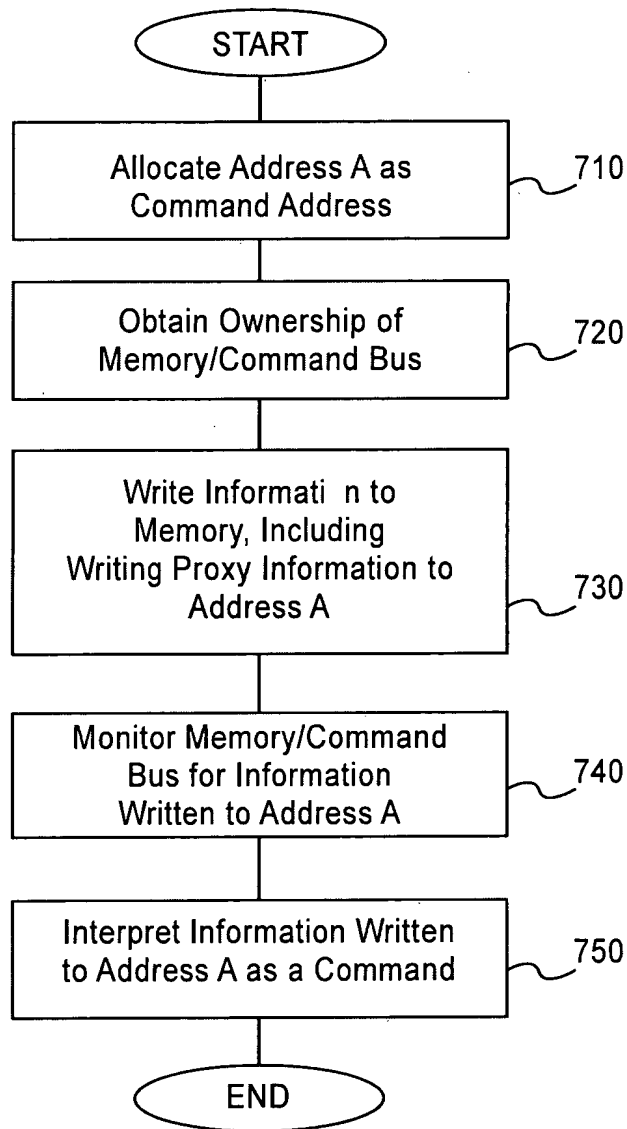 START
Allocate Address A as
Command Address
710
Obtain Ownership of
Memory/Command Bus
720
Write Informati n to
Memory, Including
Writing Proxy Information to
Address A
730
Monitor Memory/Command
Bus for Information
Written to Address A
740
Interpret Information Written
to Address A as a Command
750
END